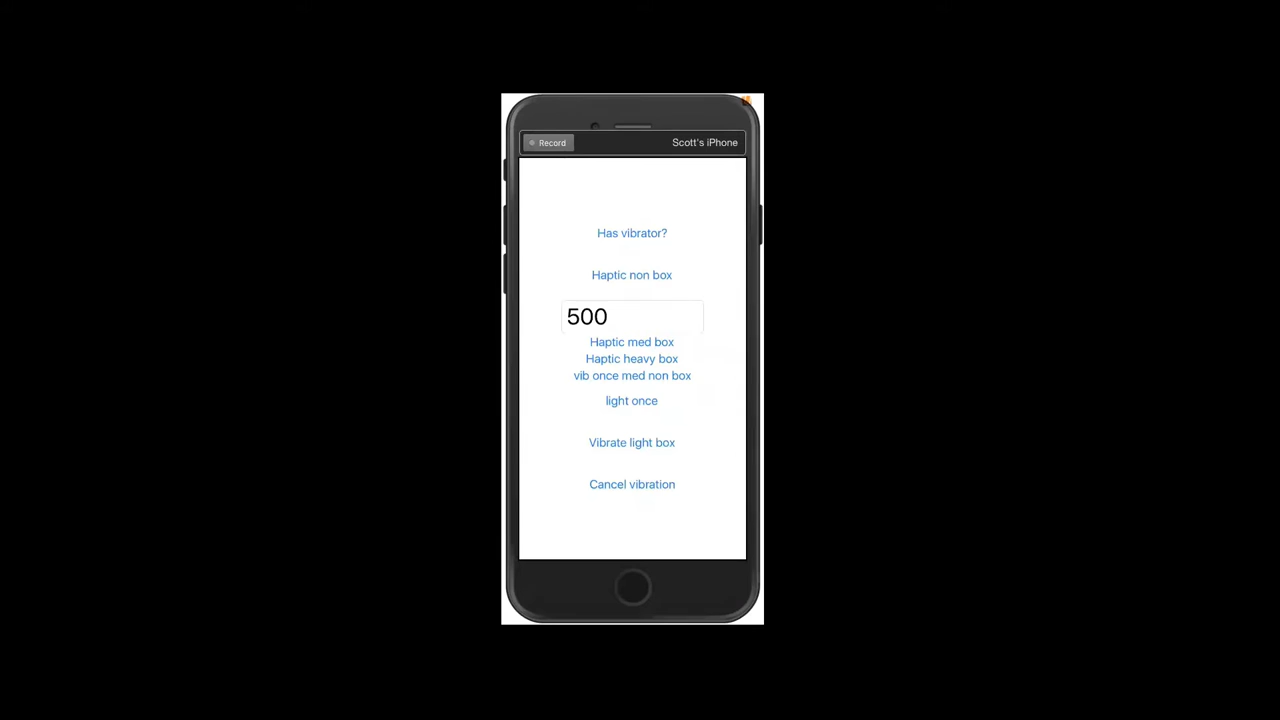 Record
Scott's iPhone
Has vibrator?
Haptic non box
500
Haptic med box
Haptic heavy box
vib once med non box
light once
Vibrate light box
Cancel vibration